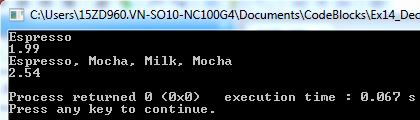 C:\Users\15ZD960.VN-SO10-NC100G4\Documents\CodeBlocks\Ex14_Dec
Espresso
1.99
Espresso, Mocha, Milk, Mocha
2.54
Process returned 0 (0x0)   execution time : 0.067 s
Press any key to continue.